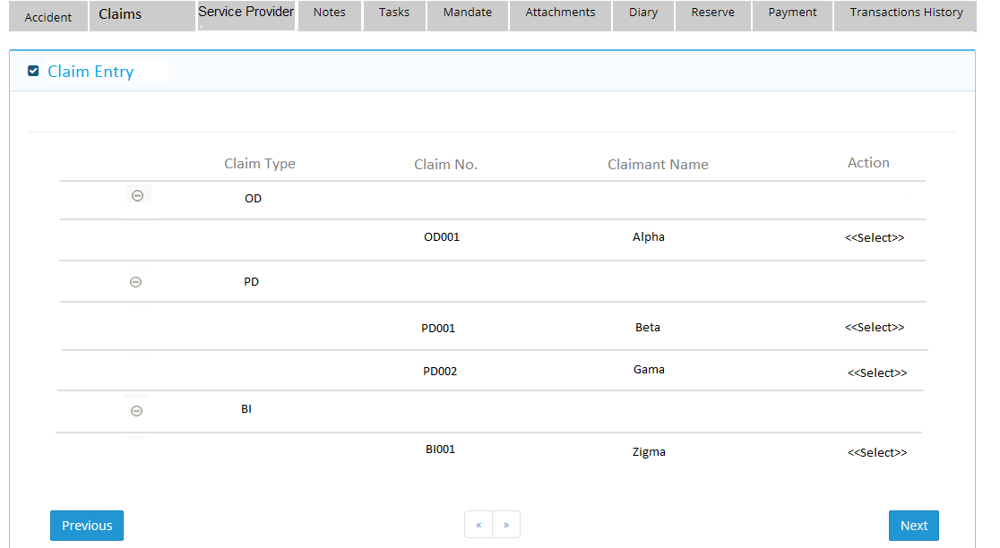 Accident Claims Service Provider Notes Tasks Mandate Attachments Diary Reserve Payment Transactions History
Claim Entry
Claim Type Claim No. Claimant Name Action
OD
OD001 Alpha <<Select>>
PD
PD001 Beta <<Select>>
PD002 Gama <<Select>>
BI
BI001 Zigma <<Select>>
Previous « » Next